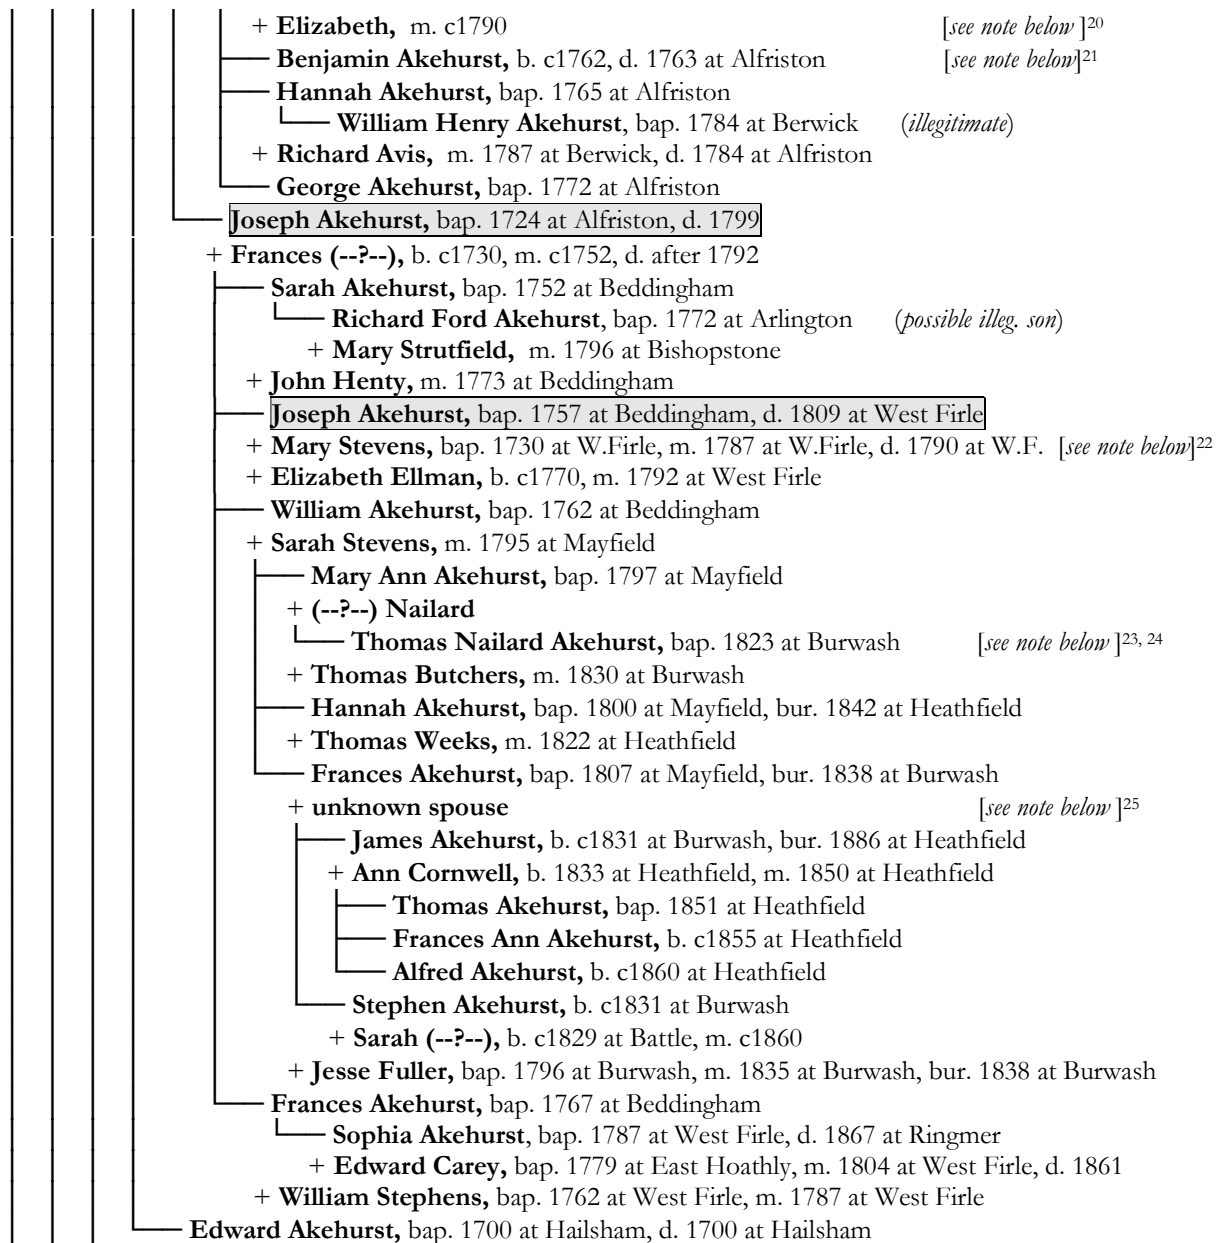 + Elizabeth, m. c1790 [see note below]20
Benjamin Akehurst, b. c1762, d. 1763 at Alfriston [see note below]21
Hannah Akehurst, bap. 1765 at Alfriston
William Henry Akehurst, bap. 1784 at Berwick (illegitimate)
+ Richard Avis, m. 1787 at Berwick, d. 1784 at Alfriston
George Akehurst, bap. 1772 at Alfriston
Joseph Akehurst, bap. 1724 at Alfriston, d. 1799
+ Frances (--?--), b. c1730, m. c1752, d. after 1792
Sarah Akehurst, bap. 1752 at Beddingham
Richard Ford Akehurst, bap. 1772 at Arlington (possible illeg. son)
+ Mary Strutfield, m. 1796 at Bishopstone
+ John Henty, m. 1773 at Beddingham
Joseph Akehurst, bap. 1757 at Beddingham, d. 1809 at West Firle
+ Mary Stevens, bap. 1730 at W.Firle, m. 1787 at W.Firle, d. 1790 at W.F. [see note below]22
+ Elizabeth Ellman, b. c1770, m. 1792 at West Firle
William Akehurst, bap. 1762 at Beddingham
+ Sarah Stevens, m. 1795 at Mayfield
Mary Ann Akehurst, bap. 1797 at Mayfield
+ (--?--) Nailard
Thomas Nailard Akehurst, bap. 1823 at Burwash [see note below]23, 24
+ Thomas Butchers, m. 1830 at Burwash
Hannah Akehurst, bap. 1800 at Mayfield, bur. 1842 at Heathfield
+ Thomas Weeks, m. 1822 at Heathfield
Frances Akehurst, bap. 1807 at Mayfield, bur. 1838 at Burwash
+ unknown spouse [see note below]25
James Akehurst, b. c1831 at Burwash, bur. 1886 at Heathfield
+ Ann Cornwell, b. 1833 at Heathfield, m. 1850 at Heathfield
Thomas Akehurst, bap. 1851 at Heathfield
Frances Ann Akehurst, b. c1855 at Heathfield
Alfred Akehurst, b. c1860 at Heathfield
Stephen Akehurst, b. c1831 at Burwash
+ Sarah (--?--), b. c1829 at Battle, m. c1860
+ Jesse Fuller, bap. 1796 at Burwash, m. 1835 at Burwash, bur. 1838 at Burwash
Frances Akehurst, bap. 1767 at Beddingham
Sophia Akehurst, bap. 1787 at West Firle, d. 1867 at Ringmer
+ Edward Carey, bap. 1779 at East Hoathly, m. 1804 at West Firle, d. 1861
+ William Stephens, bap. 1762 at West Firle, m. 1787 at West Firle
Edward Akehurst, bap. 1700 at Hailsham, d. 1700 at Hailsham